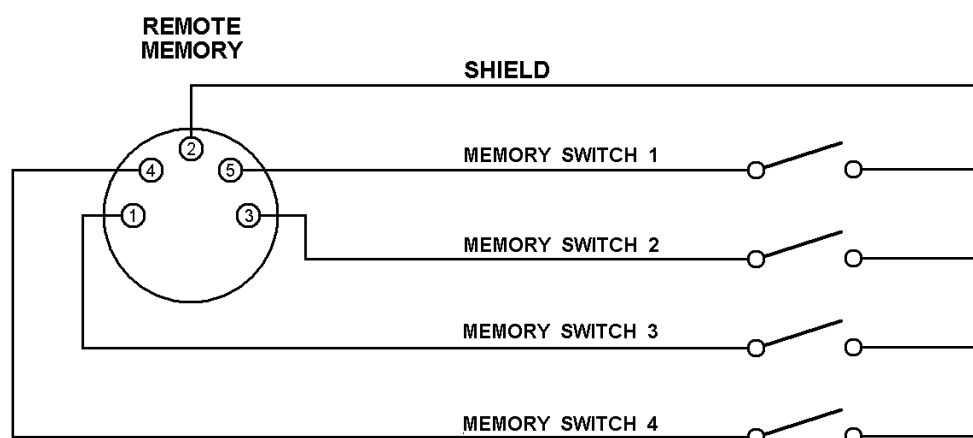 REMOTE
MEMORY
SHIELD
2
4
5
MEMORY SWITCH 1
1
3
MEMORY SWITCH 2
MEMORY SWITCH 3
MEMORY SWITCH 4